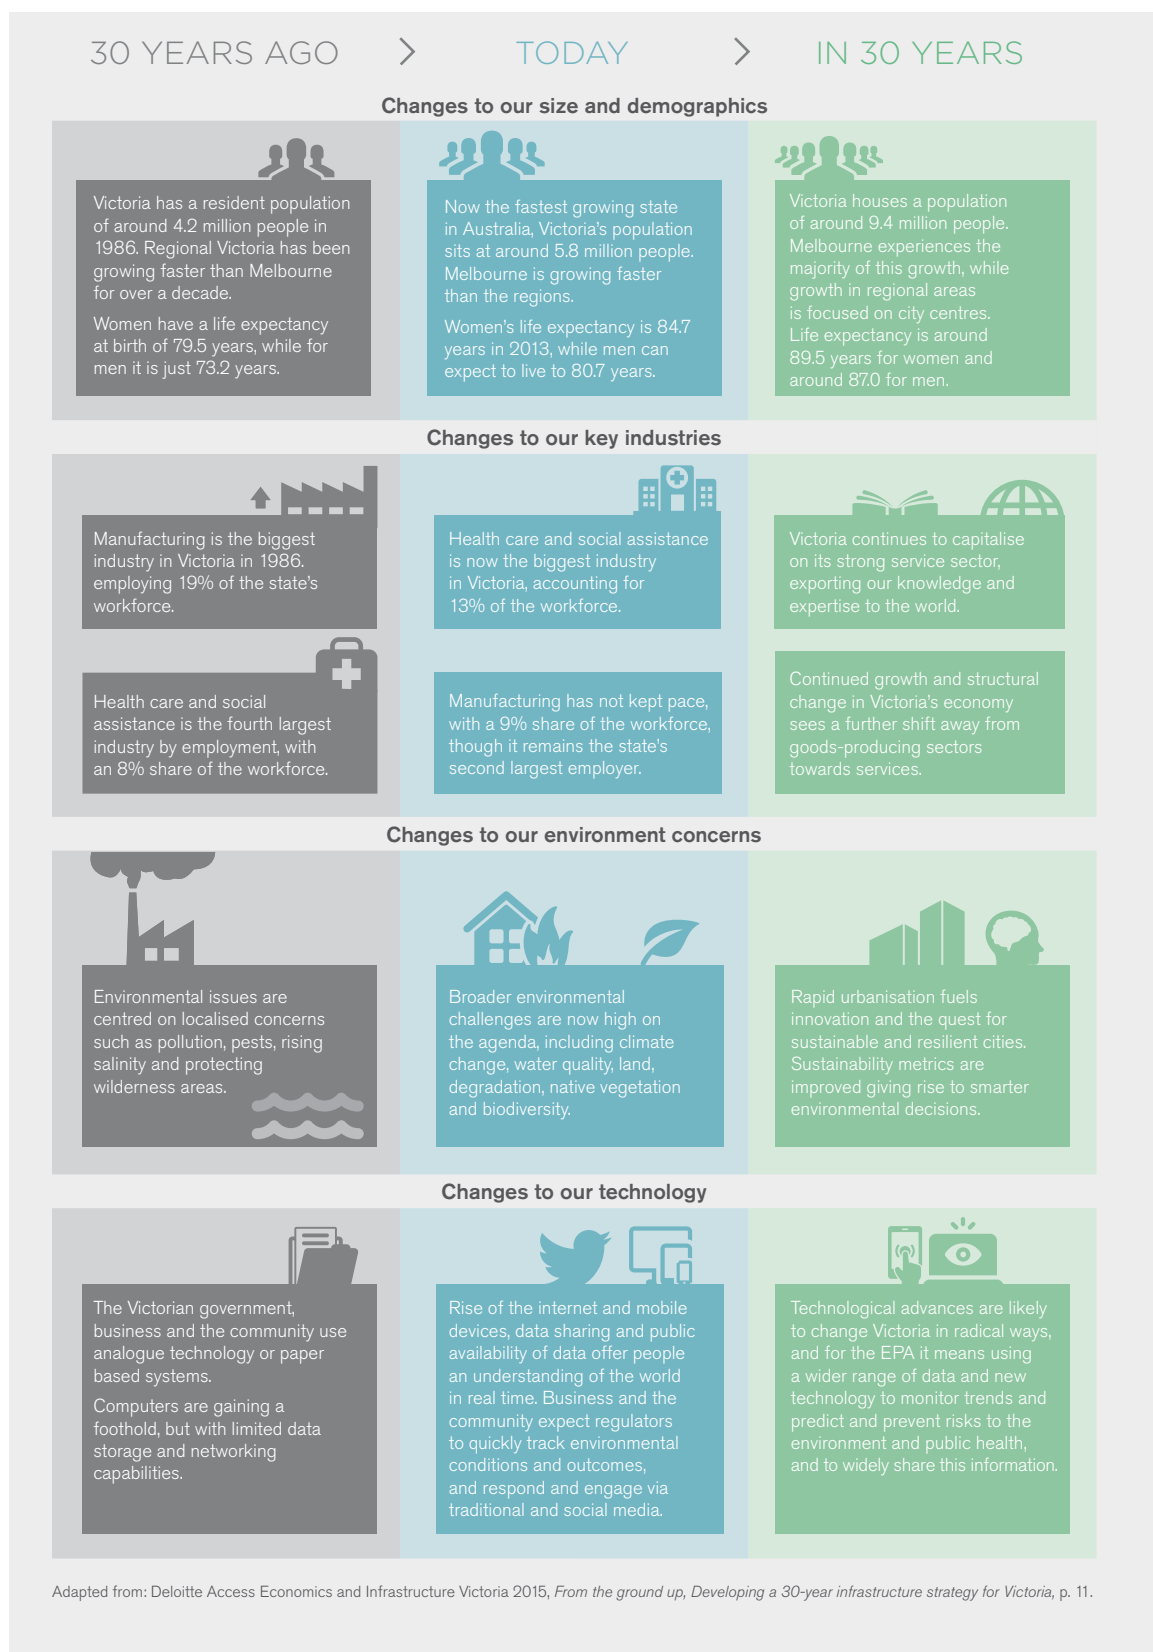 30 YEARS AGO > TODAY > IN 30 YEARS
Changes to our size and demographics
Victoria has a resident population
of around 4.2 million people in
1986. Regional Victoria has been
growing faster than Melbourne
for over a decade.
Women have a life expectancy
at birth of 79.5 years, while for
men it is just 73.2 years.
Now the fastest growing state
in Australia, Victoria's population
sits at around 5.8 million people.
Melbourne is growing faster
than the regions.
Women's life expectancy is 84.7
years in 2013, while men can
expect to live to 80.7 years.
Victoria houses a population
of around 9.4 million people.
Melbourne experiences the
majority of this growth, while
growth in regional areas
is focused on city centres.
Life expectancy is around
89.5 years for women and
around 87.0 for men.
Changes to our key industries
Manufacturing is the biggest
industry in Victoria in 1986.
employing 19% of the state's
workforce.
Health care and social
assistance is the fourth largest
industry by employment, with
an 8% share of the workforce.
Health care and social assistance
is now the biggest industry
in Victoria, accounting for
13% of the workforce.
Manufacturing has not kept pace,
with a 9% share of the workforce,
though it remains the state's
second largest employer.
Victoria continues to capitalise
on its strong service sector,
exporting our knowledge and
expertise to the world.
Continued growth and structural
change in Victoria's economy
sees a further shift away from
goods-producing sectors
towards services.
Changes to our environment concerns
Environmental issues are
centred on localised concerns
such as pollution, pests, rising
salinity and protecting
wilderness areas.
Broader environmental
challenges are now high on
the agenda, including climate
change, water quality, land,
degradation, native vegetation
and biodiversity.
Rapid urbanisation fuels
innovation and the quest for
sustainable and resilient cities.
Sustainability metrics are
improved giving rise to smarter
environmental decisions.
Changes to our technology
The Victorian government,
business and the community use
analogue technology or paper
based systems.
Computers are gaining a
foothold, but with limited data
storage and networking
capabilities.
Rise of the internet and mobile
devices, data sharing and public
availability of data offer people
an understanding of the world
in real time. Business and the
community expect regulators
to quickly track environmental
conditions and outcomes,
and respond and engage via
traditional and social media.
Technological advances are likely
to change Victoria in radical ways,
and for the EPA it means using
a wider range of data and new
technology to monitor trends and
predict and prevent risks to the
environment and public health,
and to widely share this information.
Adapted from: Deloitte Access Economics and Infrastructure Victoria 2015, From the ground up, Developing a 30-year infrastructure strategy for Victoria, p. 11.